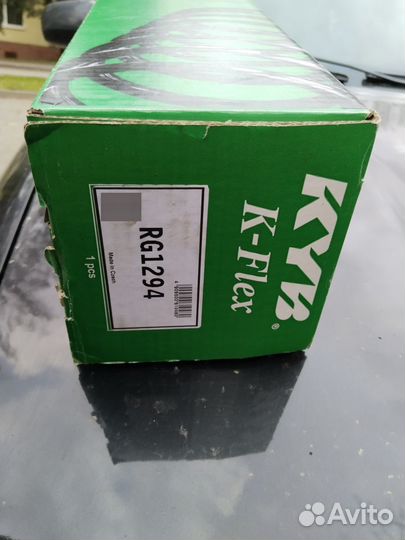 KYB®
K-Flex
RG1294
Made in Czech
1 pcs
Avito